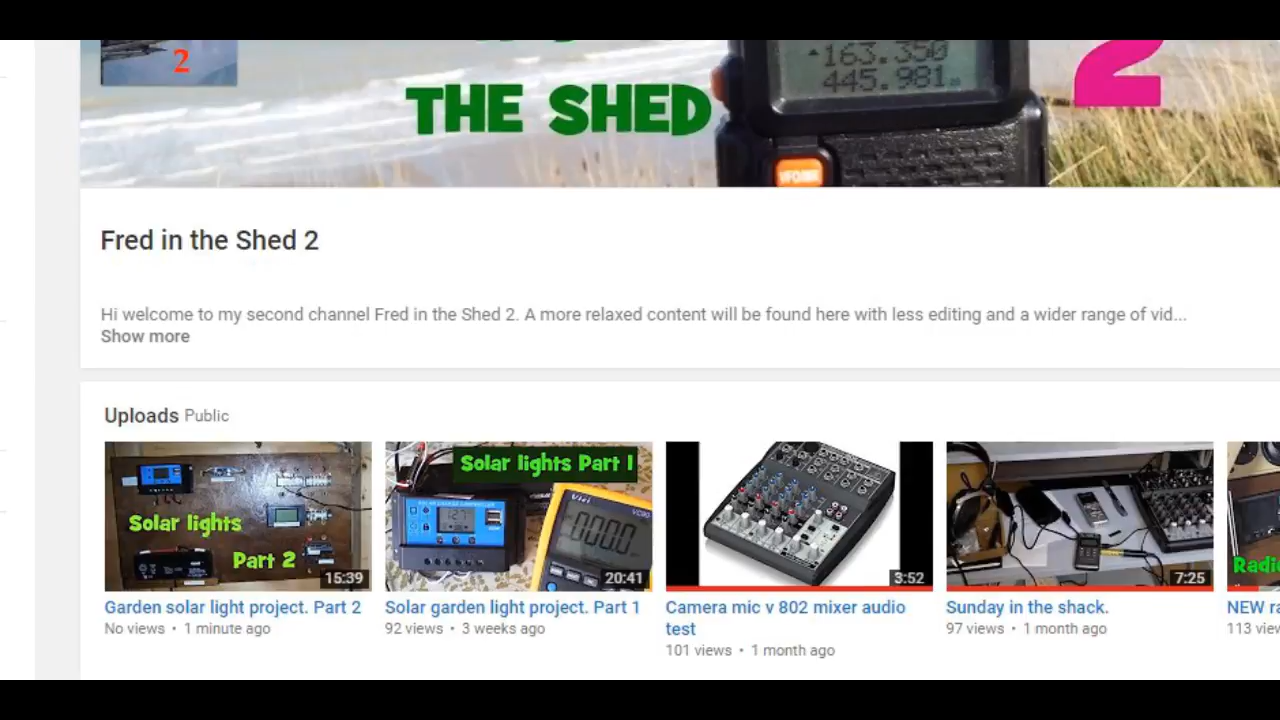 2
163.350
445.981
2
THE SHED
Fred in the Shed 2
Hi welcome to my second channel Fred in the Shed 2. A more relaxed content will be found here with less editing and a wider range of vid...
Show more
Uploads Public
Solar lights
Part 2
15:39
Solar lights Part 1
000.0
20:41
3:52
7:25
Garden solar light project. Part 2
No views • 1 minute ago
Solar garden light project. Part 1
92 views • 3 weeks ago
Camera mic v 802 mixer audio
test
101 views • 1 month ago
Sunday in the shack.
97 views • 1 month ago
NEW
113